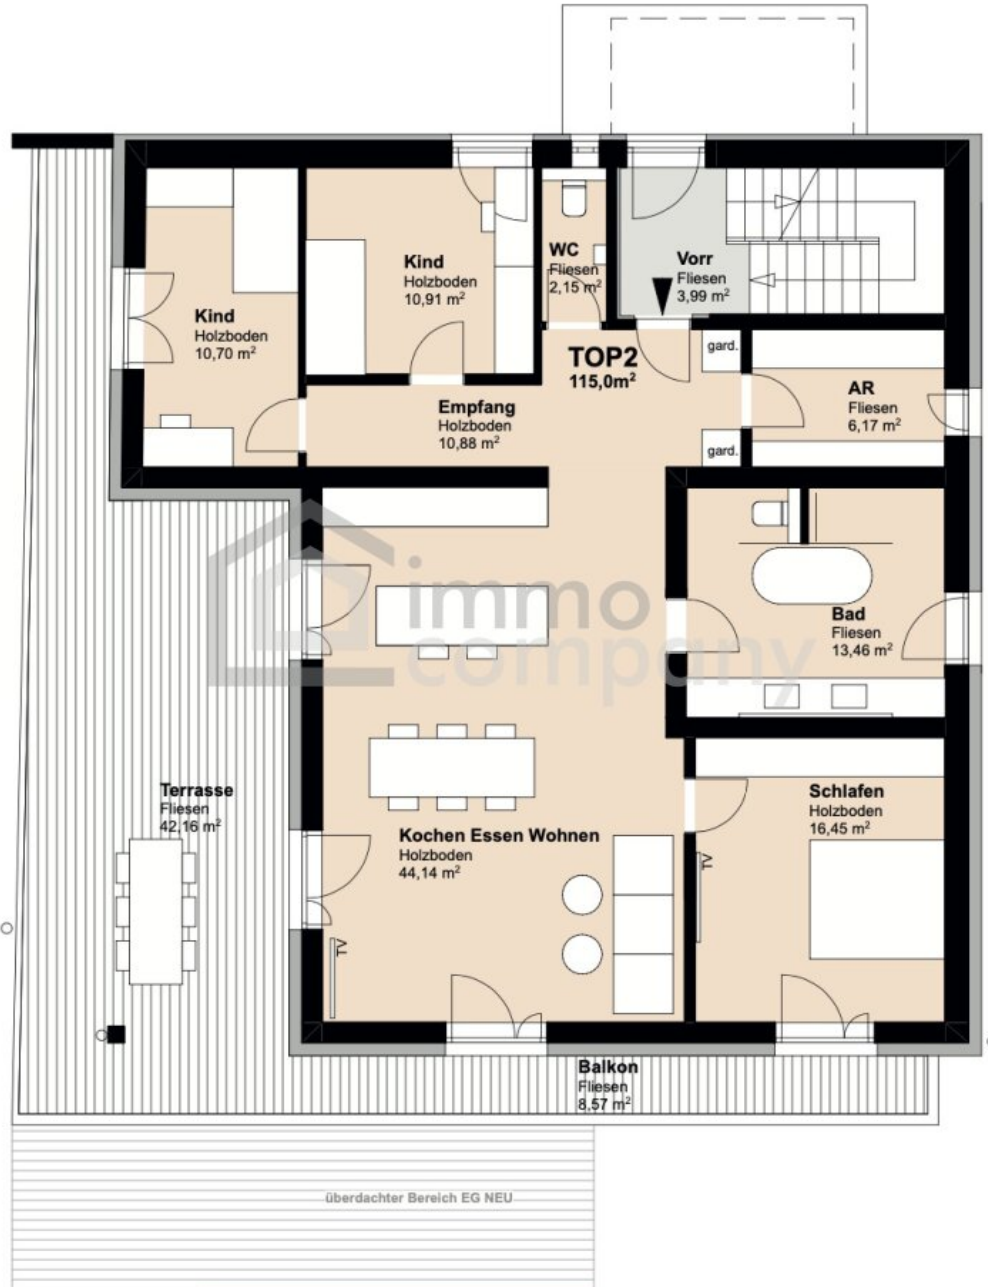 WC
Fliesen
2,15 m²
Kind
Holzboden
10,91 m²
Vorr
Fliesen
3,99 m²
Kind
Holzboden
10,70 m²
TOP2
115,0m²
gard.
AR
Fliesen
6,17 m²
Empfang
Holzboden
10,88 m²
gard.
immo
company
Bad
Fliesen
13,46 m²
Terrasse
Fliesen
42,16 m²
Schlafen
Holzboden
16,45 m²
Kochen Essen Wohnen
Holzboden
44,14 m²
TV
TV
Balkon
Fliesen
8,57 m²
überdachter Bereich EG NEU